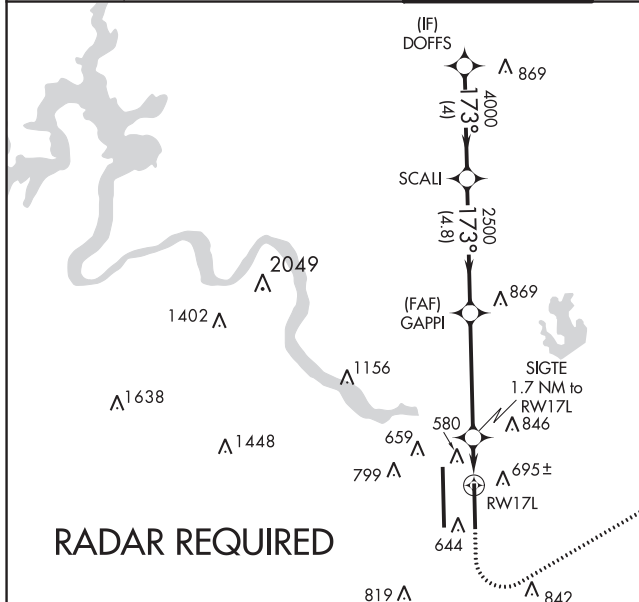 (IF)
DOFFS
869
4000
173°
(4)
SCALI
2500
173°
(4.8)
2049
869
(FAF)
GAPPI
1402
SIGTE
1.7 NM to
RW17L
1156
1638
846
580
1448
659
799
695±
RW17L
RADAR REQUIRED
644
819
842